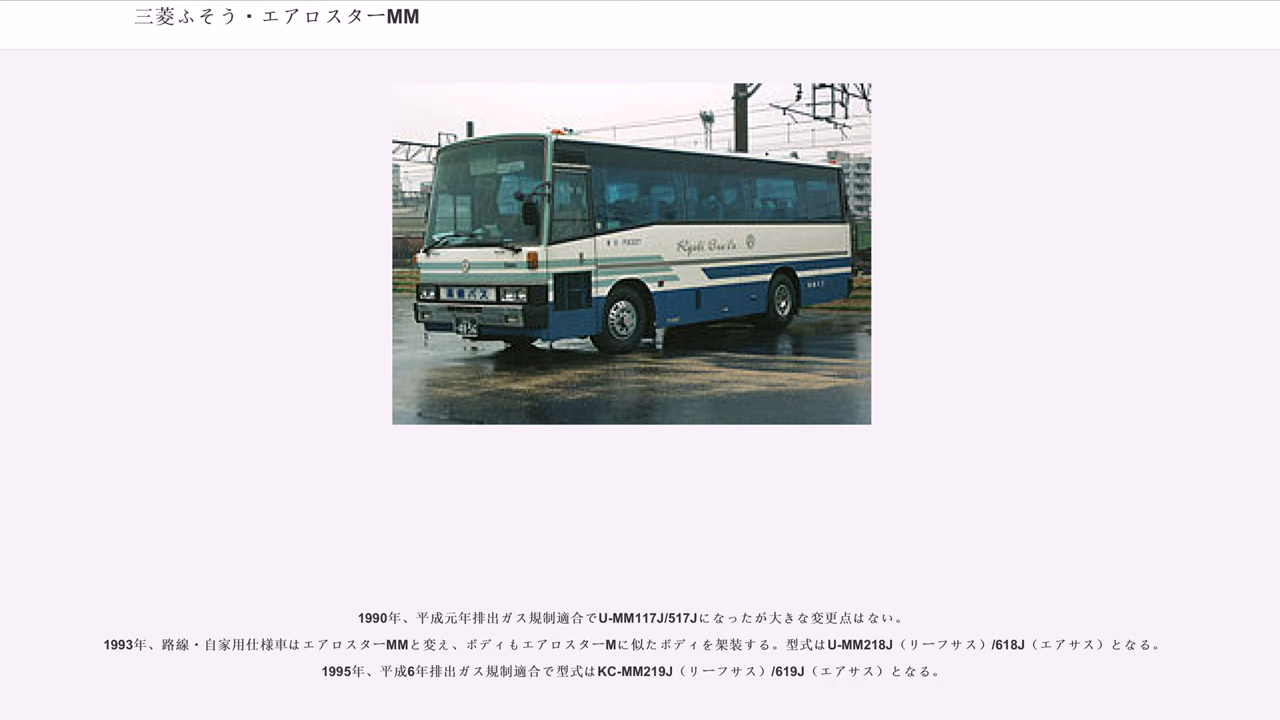 三菱ふそう・エアロスターMM
両備バス
1990年、平成元年排出ガス規制適合でU-MM117J/517Jになったが大きな変更点はない。
1993年、路線・自家用仕様車はエアロスターMMと変え、ボディもエアロスターMに似たボディを架装する。型式はU-MM218J（リーフサス）/618J（エアサス）となる。
1995年、平成6年排出ガス規制適合で型式はKC-MM219J（リーフサス）/619J（エアサス）となる。